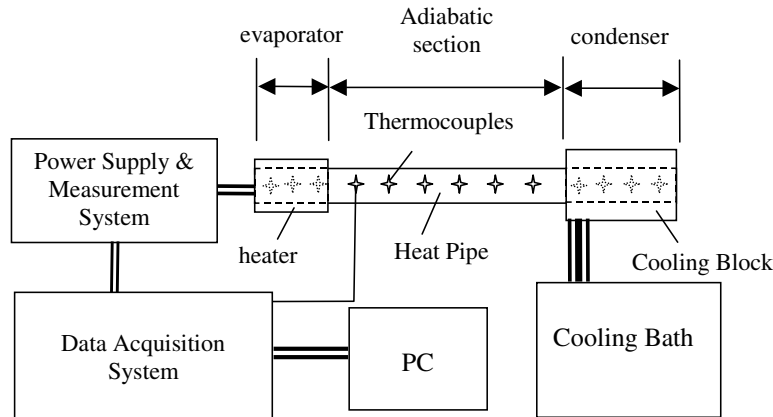 evaporator
Adiabatic
section
condenser
Thermocouples
Power Supply &
Measurement
System
heater
Heat Pipe
Cooling Block
Data Acquisition
System
PC
Cooling Bath